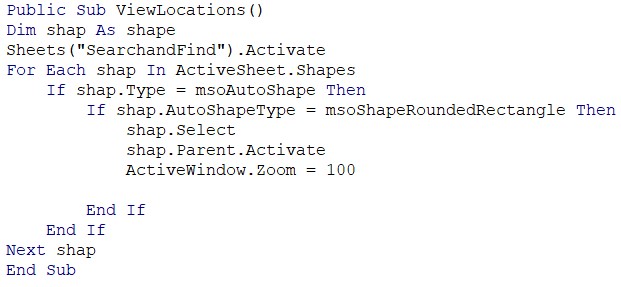 Public Sub ViewLocations()
Dim shap As shape
Sheets("SearchandFind").Activate
For Each shap In ActiveSheet.Shapes
    If shap.Type = msoAutoShape Then
        If shap.AutoShapeType = msoShapeRoundedRectangle Then
            shap.Select
            shap.Parent.Activate
            ActiveWindow.Zoom = 100
        End If
    End If
Next shap
End Sub